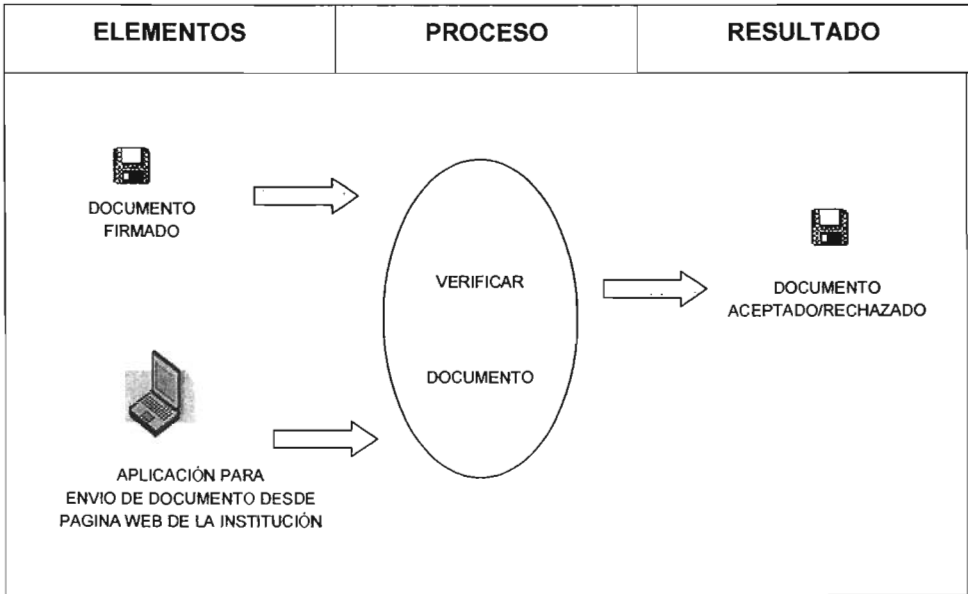 ELEMENTOS
PROCESO
RESULTADO
DOCUMENTO
FIRMADO
VERIFICAR
DOCUMENTO
DOCUMENTO
ACEPTADO/RECHAZADO
APLICACIÓN PARA
ENVIO DE DOCUMENTO DESDE
PAGINA WEB DE LA INSTITUCIÓN